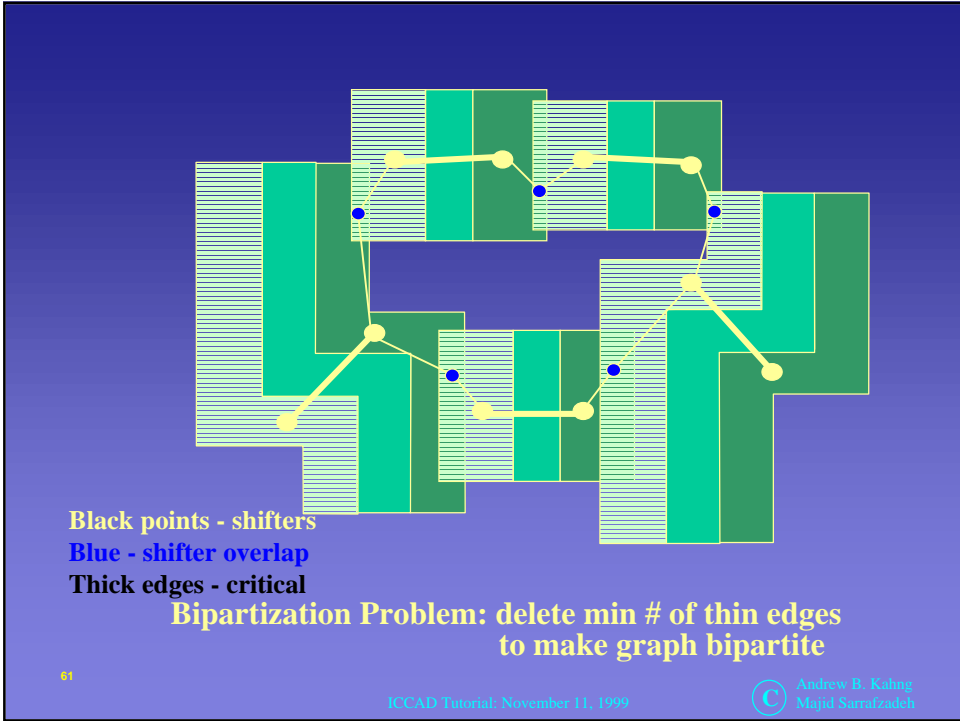 Black points - shifters
Blue - shifter overlap
Thick edges - critical
Bipartization Problem: delete min # of thin edges
to make graph bipartite
61
ICCAD Tutorial: November 11, 1999
C
Andrew B. Kahng
Majid Sarrafzadeh